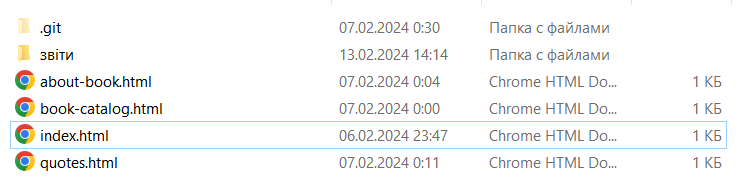 .git 07.02.2024 0:30 Папка с файлами
звіти 13.02.2024 14:14 Папка с файлами
about-book.html 07.02.2024 0:04 Chrome HTML Do... 1 КБ
book-catalog.html 07.02.2024 0:00 Chrome HTML Do... 1 КБ
index.html 06.02.2024 23:47 Chrome HTML Do... 1 КБ
quotes.html 07.02.2024 0:11 Chrome HTML Do... 1 КБ